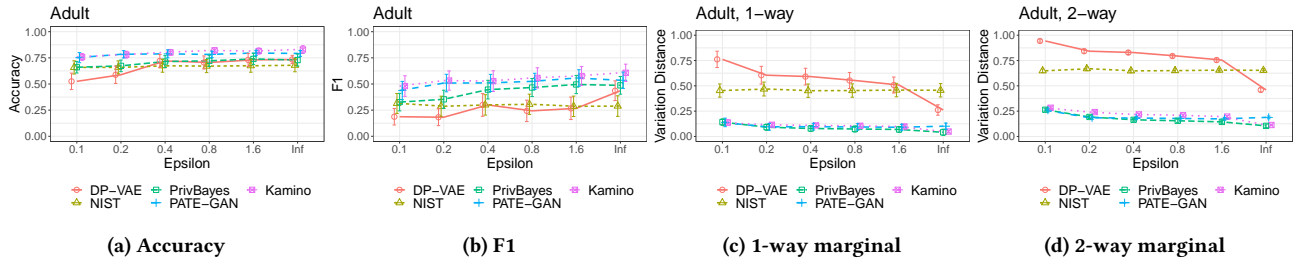 Adult
Accuracy
1.00
0.75
0.50
0.25
0.00
0.1 0.2 0.4 0.8 1.6 Inf
Epsilon
DP−VAE PrivBayes Kamino
NIST PATE−GAN
(a) Accuracy
Adult
F1
1.00
0.75
0.50
0.25
0.00
0.1 0.2 0.4 0.8 1.6 Inf
Epsilon
DP−VAE PrivBayes Kamino
NIST PATE−GAN
(b) F1
Adult, 1−way
Variation Distance
1.00
0.75
0.50
0.25
0.00
0.1 0.2 0.4 0.8 1.6 Inf
Epsilon
DP−VAE PrivBayes Kamino
NIST PATE−GAN
(c) 1-way marginal
Adult, 2−way
Variation Distance
1.00
0.75
0.50
0.25
0.00
0.1 0.2 0.4 0.8 1.6 Inf
Epsilon
DP−VAE PrivBayes Kamino
NIST PATE−GAN
(d) 2-way marginal